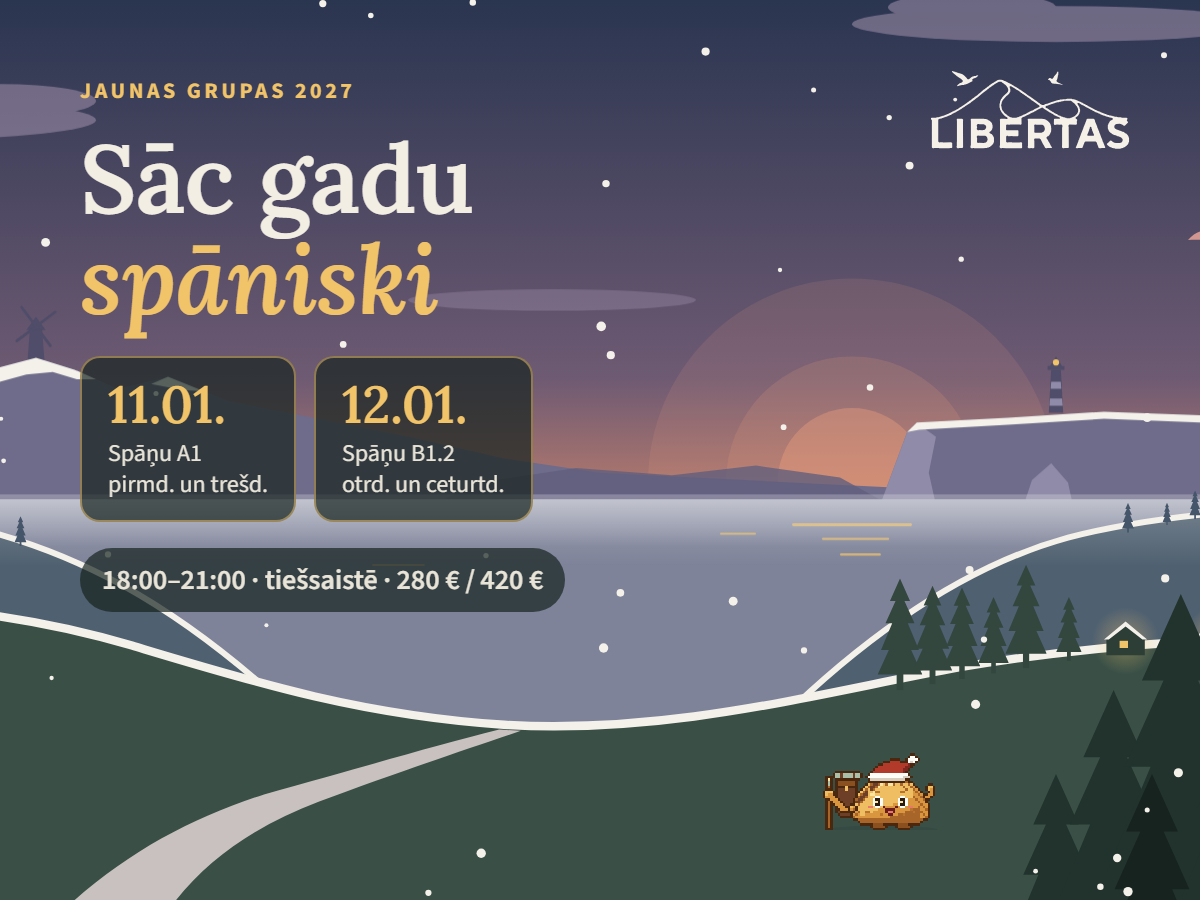 JAUNAS GRUPAS 2027
LIBERTAS
Sāc gadu
spāniski
11.01.
Spāņu A1
pirmd. un trešd.
12.01.
Spāņu B1.2
otrd. un ceturtd.
18:00–21:00 · tiešsaistē · 280 € / 420 €